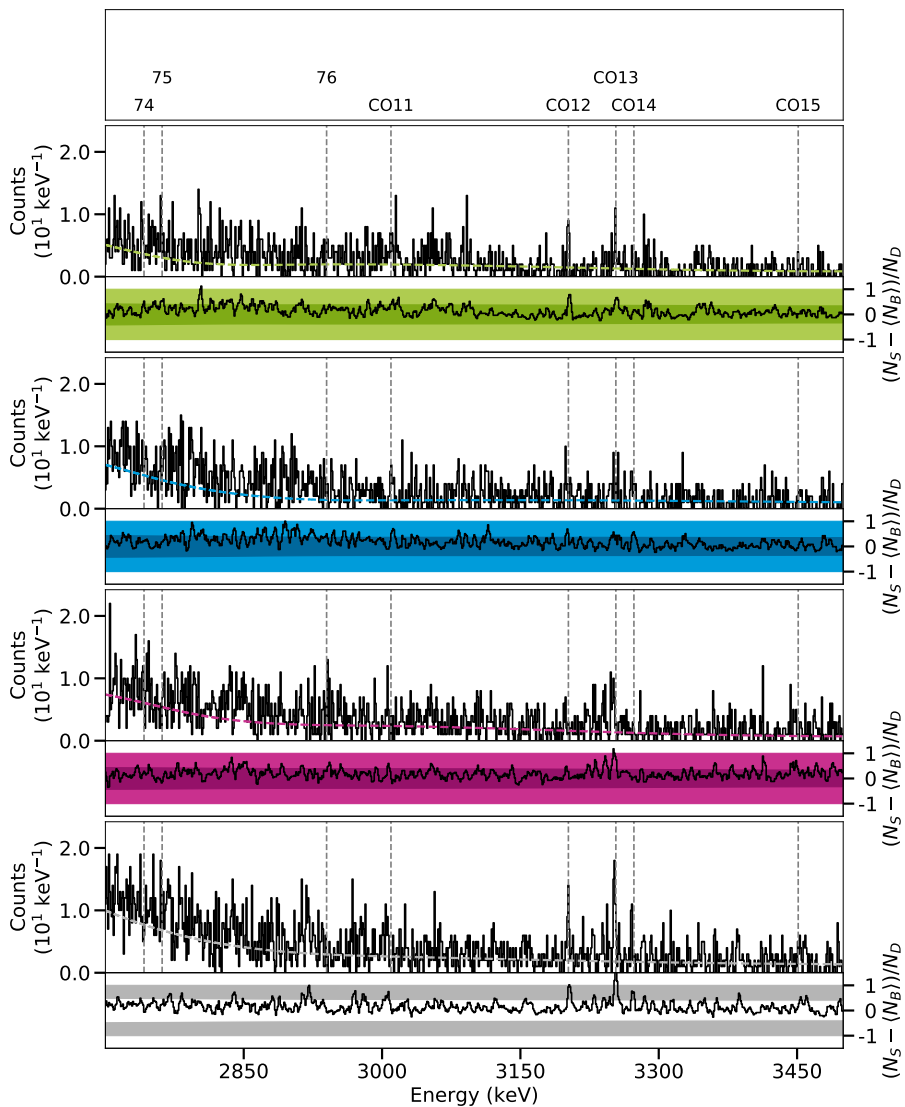 75 76 CO13
74 CO11 CO12 CO14 CO15
2.0
1.0
0.0
Counts
(10¹ keV⁻¹)
1
0
-1
(N_S − ⟨N_B⟩)/N_D
2.0
1.0
0.0
Counts
(10¹ keV⁻¹)
1
0
-1
(N_S − ⟨N_B⟩)/N_D
2.0
1.0
0.0
Counts
(10¹ keV⁻¹)
1
0
-1
(N_S − ⟨N_B⟩)/N_D
2.0
1.0
0.0
Counts
(10¹ keV⁻¹)
1
0
-1
(N_S − ⟨N_B⟩)/N_D
2850 3000 3150 3300 3450
Energy (keV)